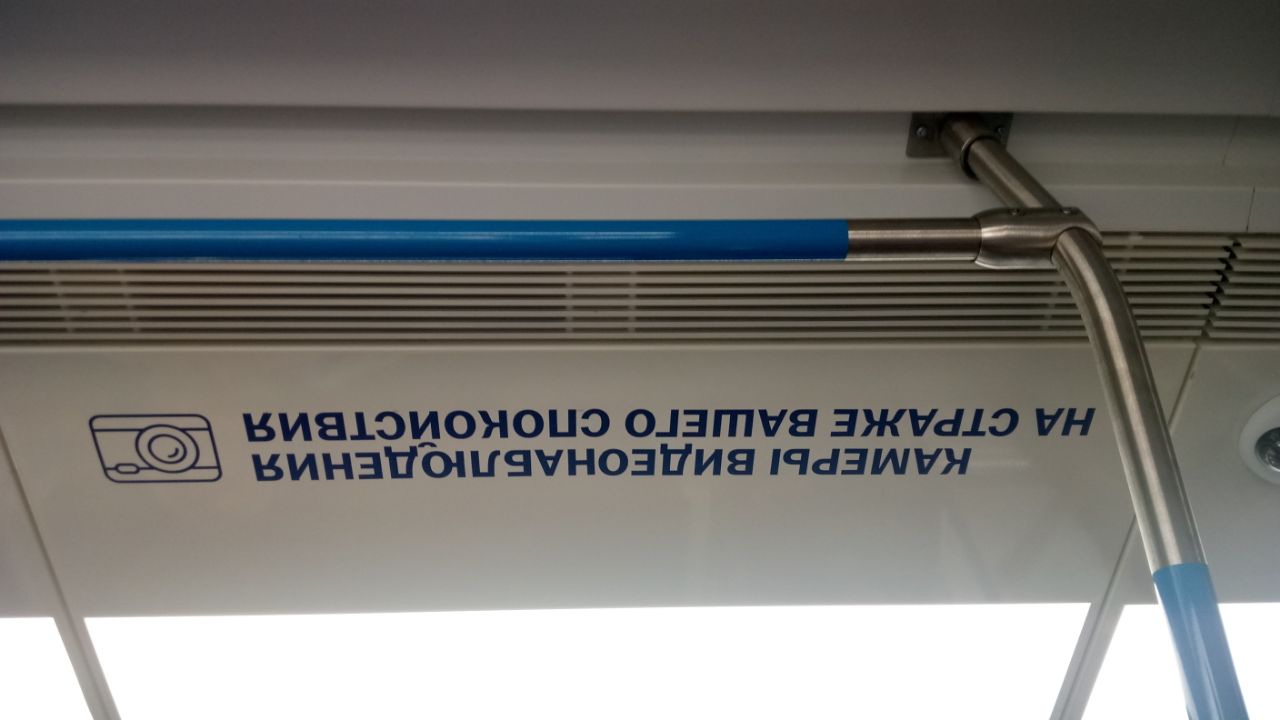 КАМЕРЫ ВИДЕОНАБЛЮДЕНИЯ
НА СТРАЖЕ ВАШЕГО СПОКОЙСТВИЯ